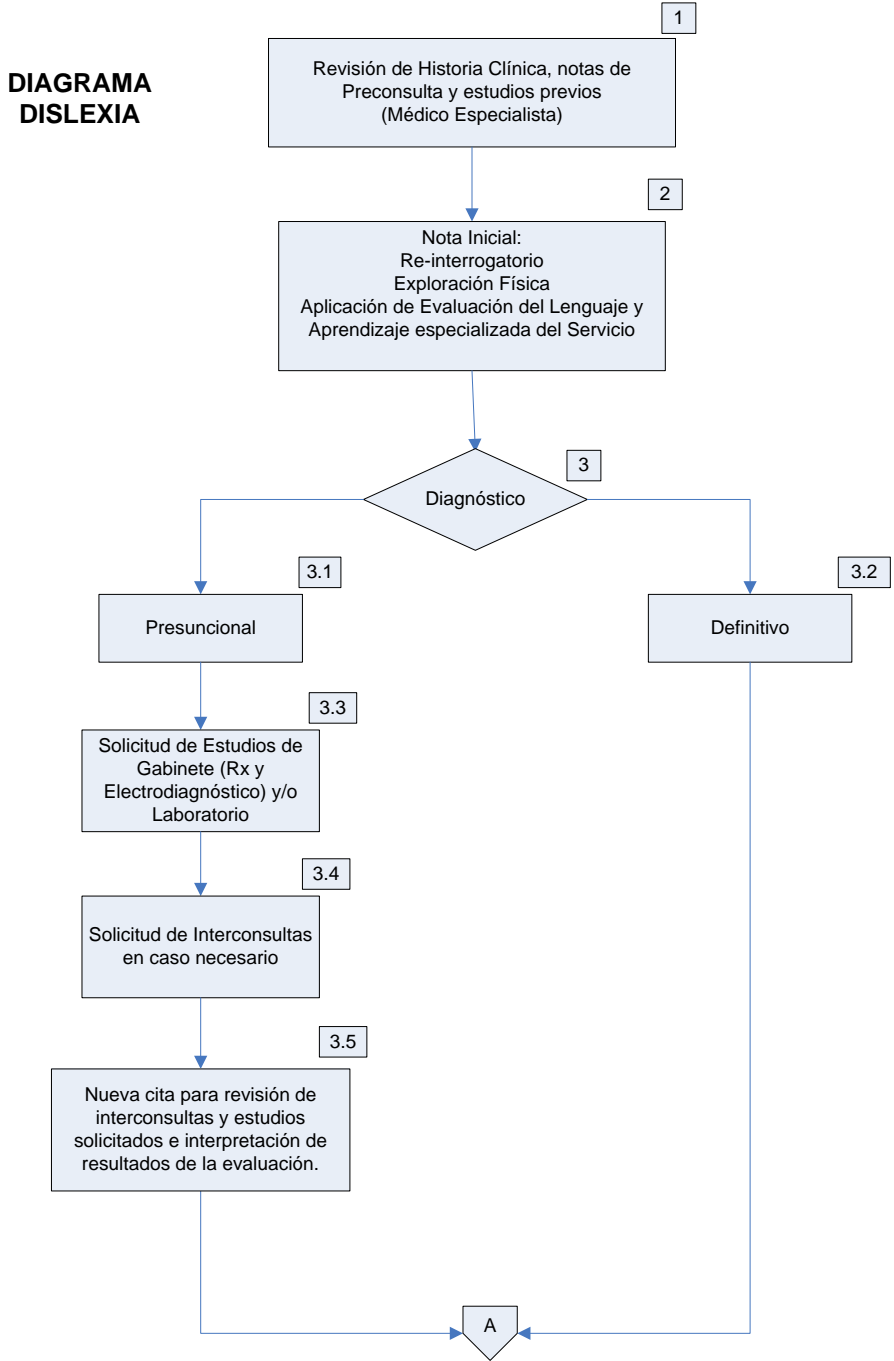 DIAGRAMA
DISLEXIA
1
Revisión de Historia Clínica, notas de
Preconsulta y estudios previos
(Médico Especialista)
2
Nota Inicial:
Re-interrogatorio
Exploración Física
Aplicación de Evaluación del Lenguaje y
Aprendizaje especializada del Servicio
3
Diagnóstico
3.1
Presuncional
3.2
Definitivo
3.3
Solicitud de Estudios de
Gabinete (Rx y
Electrodiagnóstico) y/o
Laboratorio
3.4
Solicitud de Interconsultas
en caso necesario
3.5
Nueva cita para revisión de
interconsultas y estudios
solicitados e interpretación de
resultados de la evaluación.
A